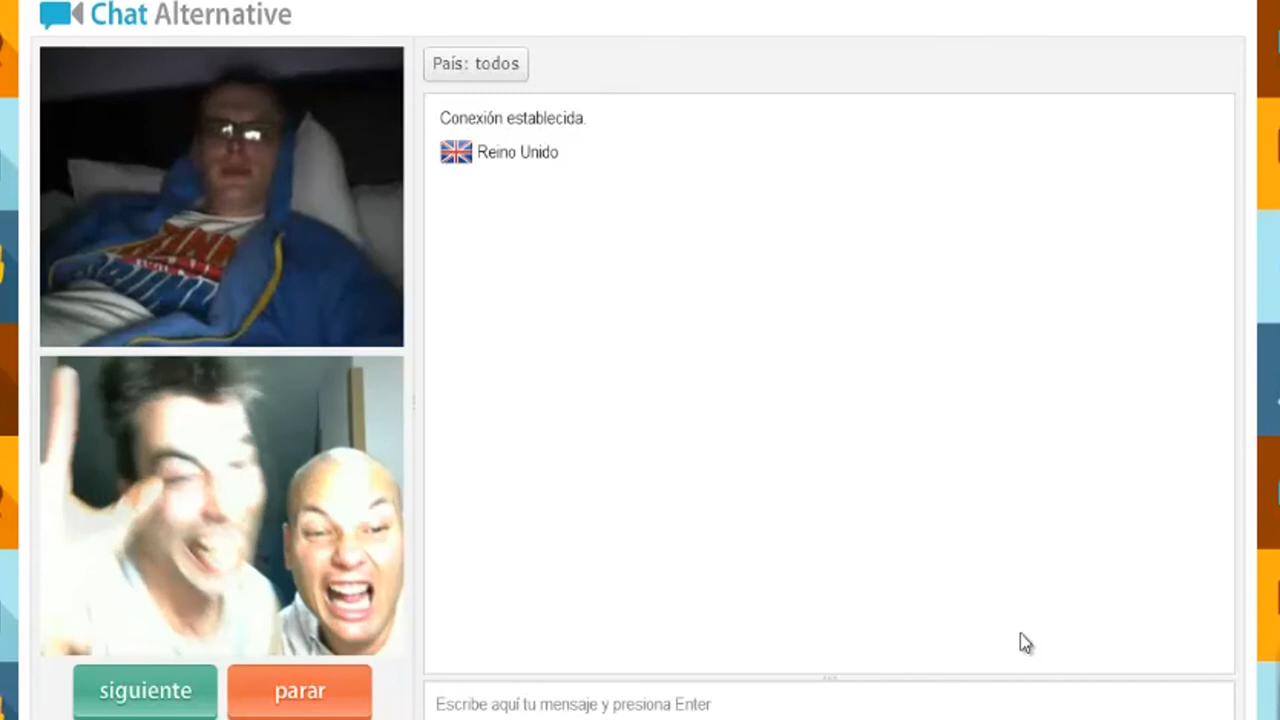 Chat Alternative
País: todos
Conexión establecida.
Reino Unido
siguiente
parar
Escribe aquí tu mensaje y presiona Enter